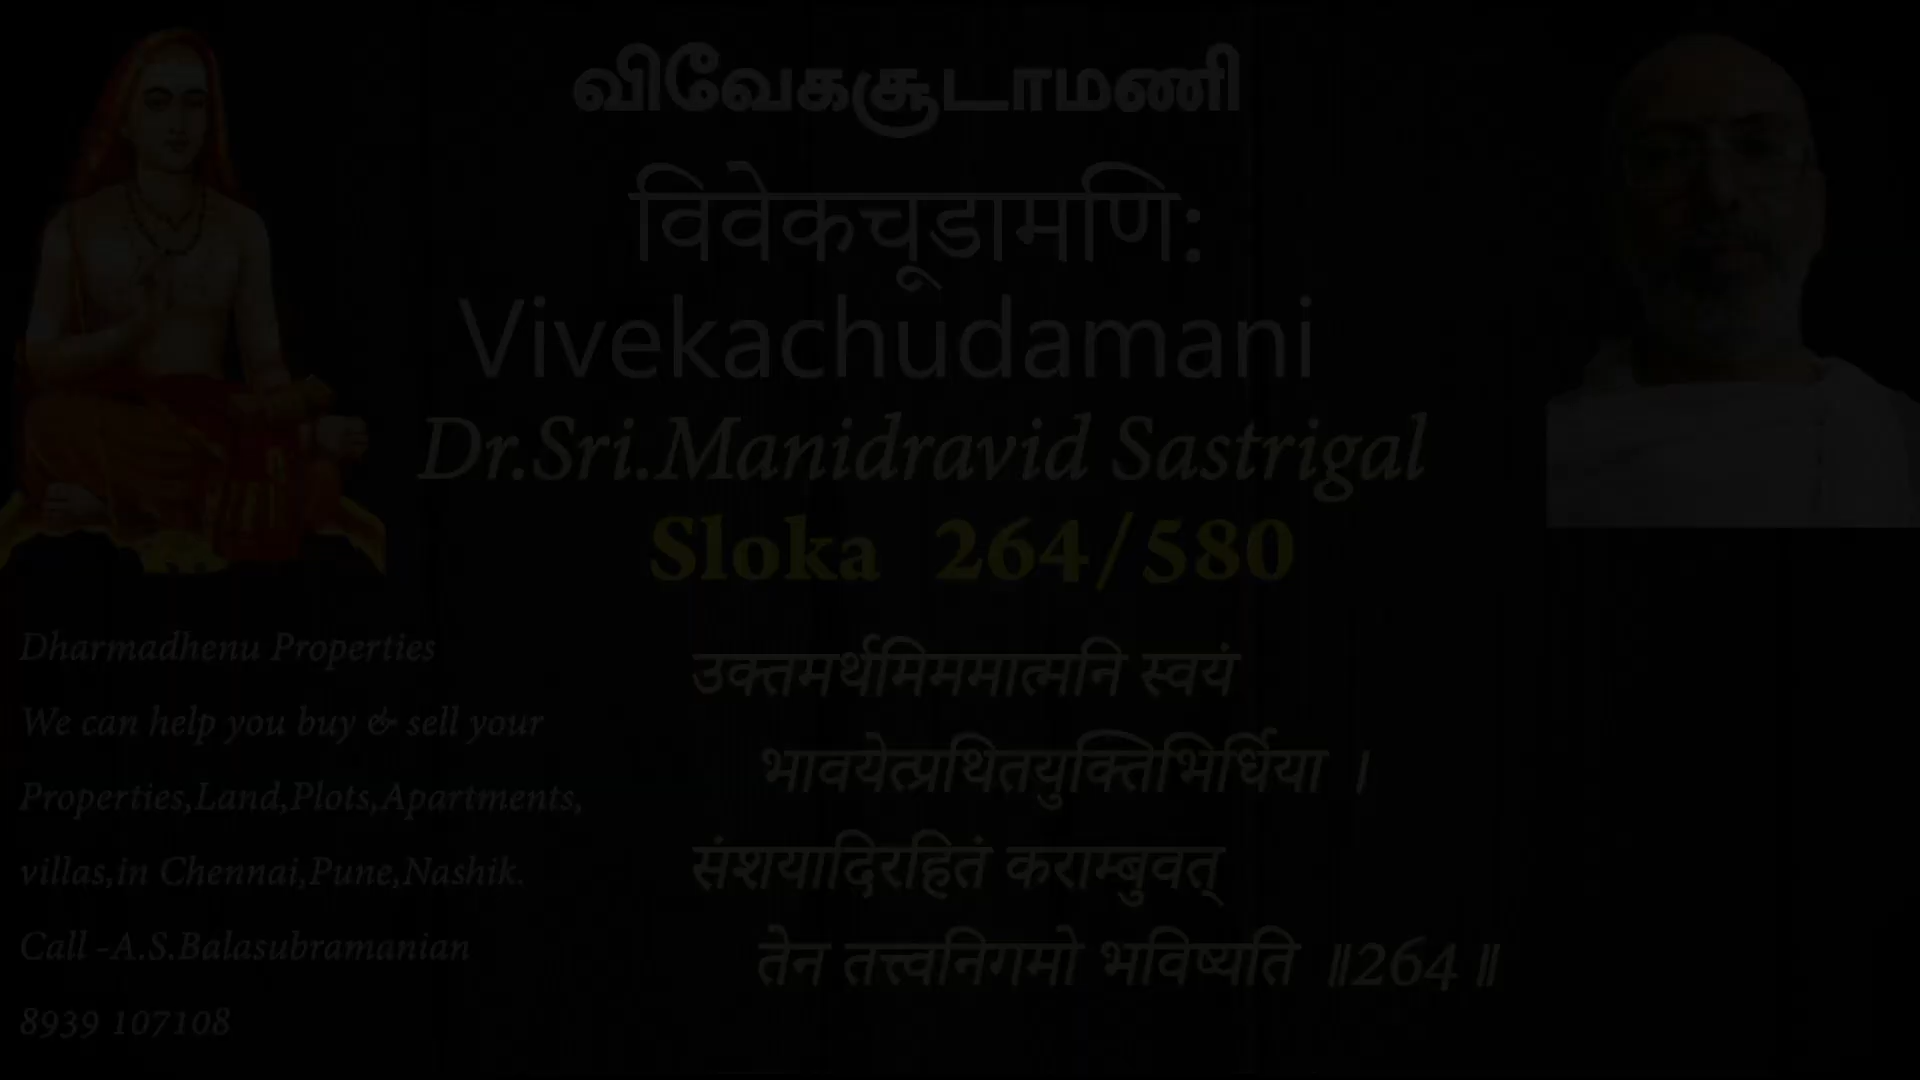 விவேகசூடாமணி
विवेकचूडामणि:
Vivekachudamani
Dr.Sri.Manidravid Sastrigal
Sloka 264/580
उक्तमर्थमिममात्मनि स्वयं
भावयेत्प्रथितयुक्तिभिर्धिया ।
संशयादिरहितं कराम्बुवत्
तेन तत्त्वनिगमो भविष्यति ॥264॥
Dharmadhenu Properties
We can help you buy & sell your
Properties,Land,Plots,Apartments,
villas,in Chennai,Pune,Nashik.
Call -A.S.Balasubramanian
8939 107108